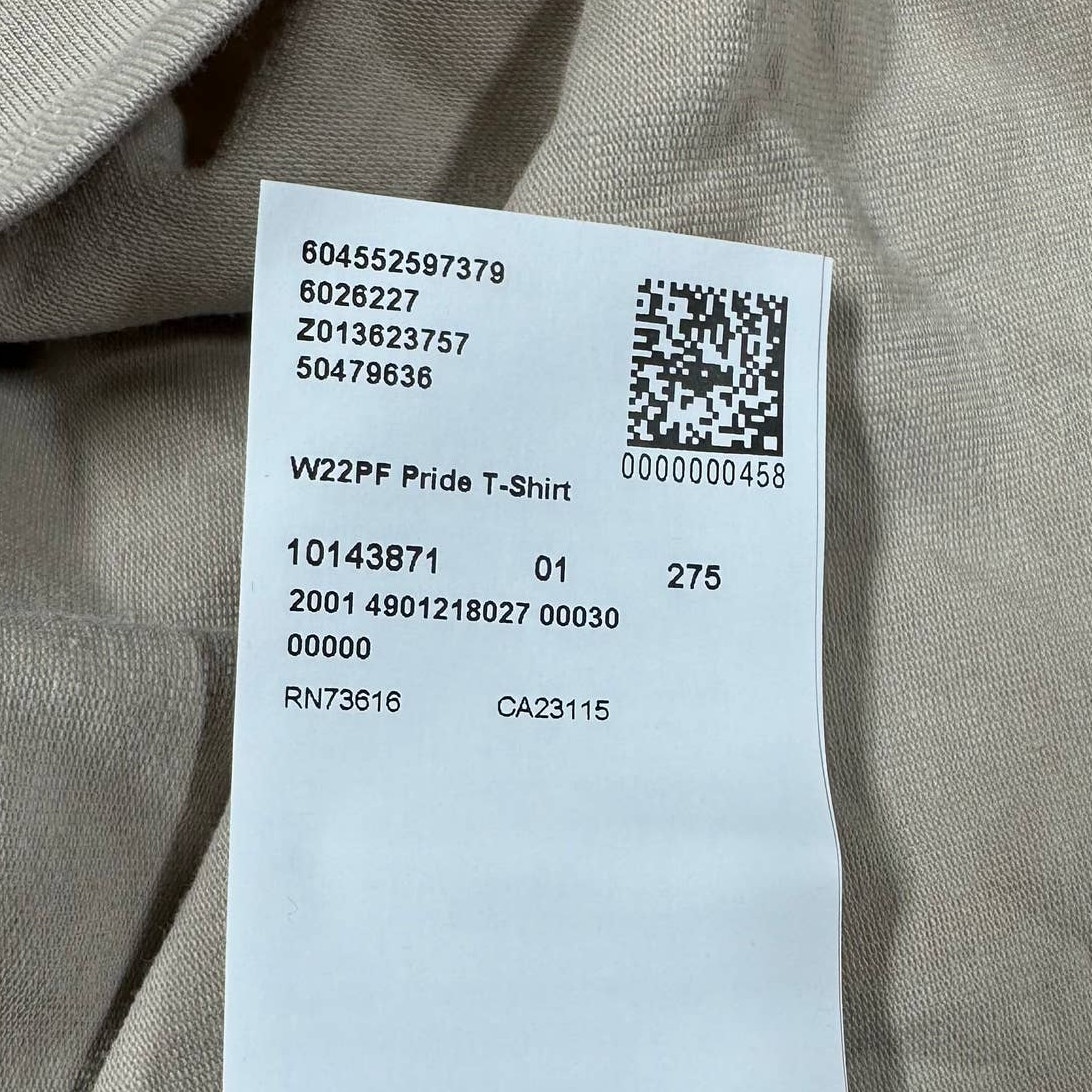 604552597379
6026227
Z013623757
50479636
0000000458
W22PF Pride T-Shirt
10143871 01 275
2001 4901218027 00030
00000
RN73616 CA23115